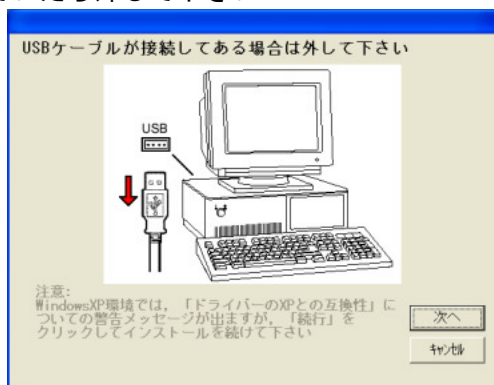 USBケーブルが接続してある場合は外して下さい
USB
注意:
WindowsXP環境では，「ドライバーのXPとの互換性」に
ついての警告メッセージが出ますが，「続行」を
クリックしてインストールを続けて下さい
次へ
キャンセル